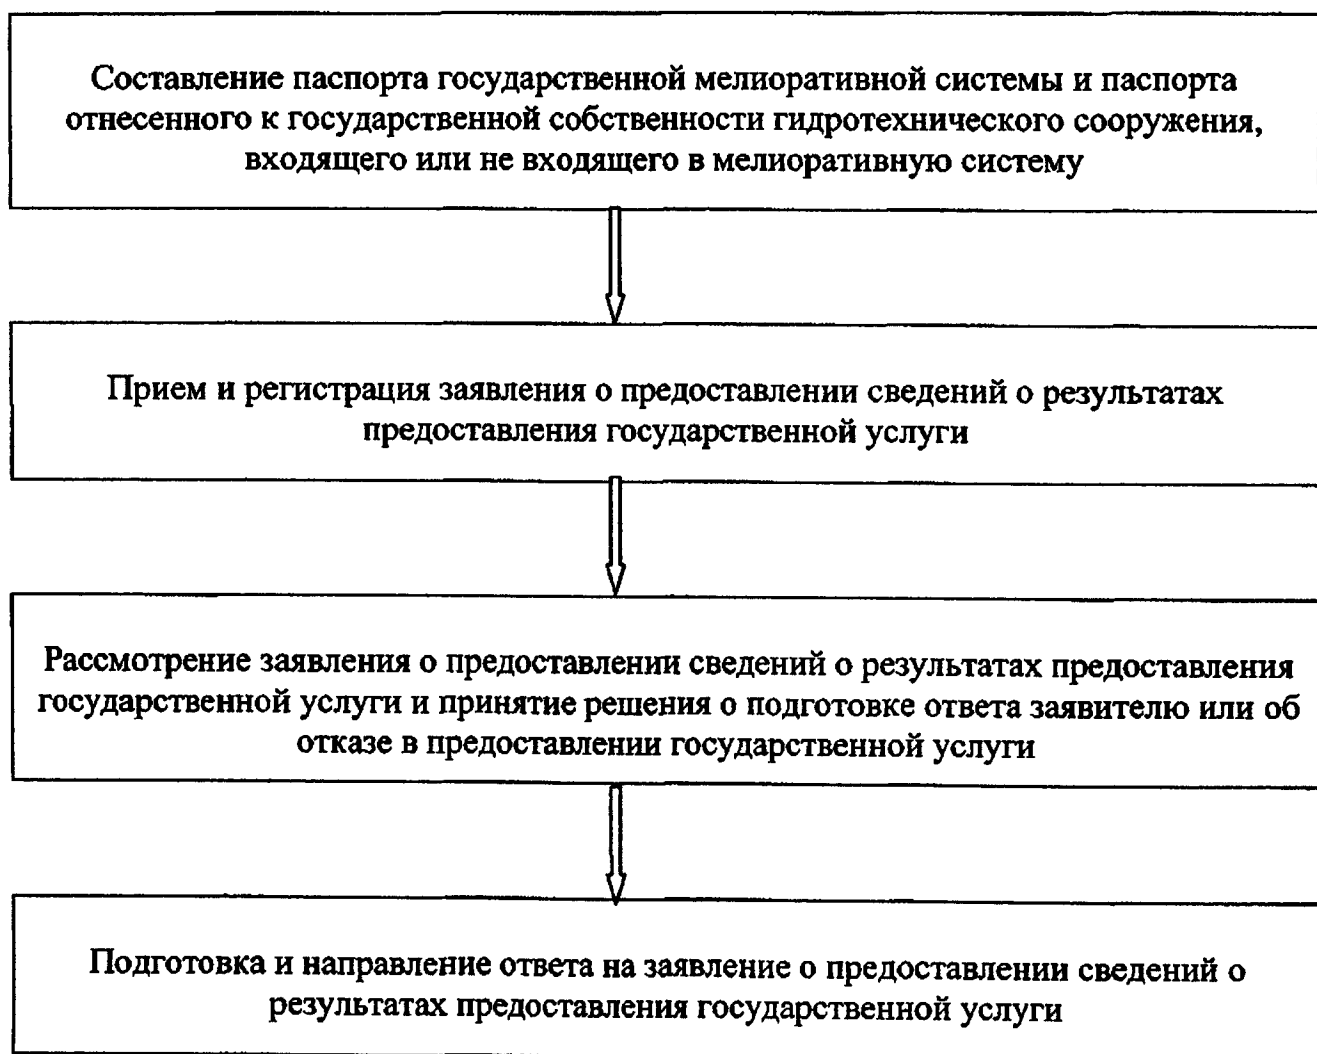 Составление паспорта государственной мелиоративной системы и паспорта
отнесенного к государственной собственности гидротехнического сооружения,
входящего или не входящего в мелиоративную систему
Прием и регистрация заявления о предоставлении сведений о результатах
предоставления государственной услуги
Рассмотрение заявления о предоставлении сведений о результатах предоставления
государственной услуги и принятие решения о подготовке ответа заявителю или об
отказе в предоставлении государственной услуги
Подготовка и направление ответа на заявление о предоставлении сведений о
результатах предоставления государственной услуги